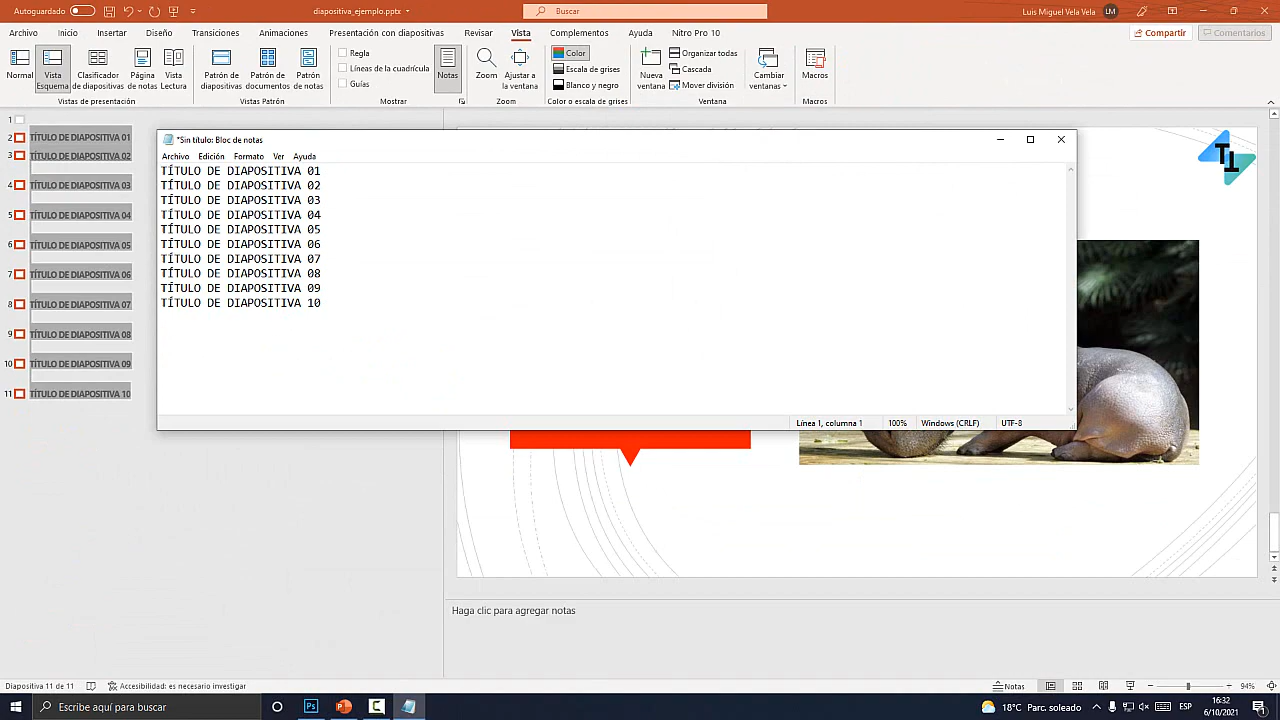 Autoguardado
diapositiva_ejemplo.pptx
Buscar
Luis Miguel Vela Vela
LM
Archivo Inicio Insertar Diseño Transiciones Animaciones Presentación con diapositivas Revisar Vista Complementos Ayuda Nitro Pro 10
Compartir
Comentarios
Normal
Vista Esquema
Clasificador de diapositivas
Página de notas
Vista Lectura
Vistas de presentación
Patrón de diapositivas
Patrón de documentos
Patrón de notas
Vistas Patrón
Regla
Líneas de la cuadrícula
Guías
Mostrar
Notas
Zoom
Ajustar a la ventana
Zoom
Color
Escala de grises
Blanco y negro
Color o escala de grises
Nueva ventana
Organizar todas
Cascada
Mover división
Cambiar ventanas
Ventana
Macros
Macros
1
2 TÍTULO DE DIAPOSITIVA 01
3 TÍTULO DE DIAPOSITIVA 02
4 TÍTULO DE DIAPOSITIVA 03
5 TÍTULO DE DIAPOSITIVA 04
6 TÍTULO DE DIAPOSITIVA 05
7 TÍTULO DE DIAPOSITIVA 06
8 TÍTULO DE DIAPOSITIVA 07
9 TÍTULO DE DIAPOSITIVA 08
10 TÍTULO DE DIAPOSITIVA 09
11 TÍTULO DE DIAPOSITIVA 10
*Sin título: Bloc de notas
Archivo Edición Formato Ver Ayuda
TÍTULO DE DIAPOSITIVA 01
TÍTULO DE DIAPOSITIVA 02
TÍTULO DE DIAPOSITIVA 03
TÍTULO DE DIAPOSITIVA 04
TÍTULO DE DIAPOSITIVA 05
TÍTULO DE DIAPOSITIVA 06
TÍTULO DE DIAPOSITIVA 07
TÍTULO DE DIAPOSITIVA 08
TÍTULO DE DIAPOSITIVA 09
TÍTULO DE DIAPOSITIVA 10
Línea 1, columna 1 100% Windows (CRLF) UTF-8
Haga clic para agregar notas
Diapositiva 11 de 11
Accesibilidad: es necesario investigar
Notas
94%
Escribe aquí para buscar
Ps
18°C Parc. soleado
ESP
16:32
6/10/2021
1